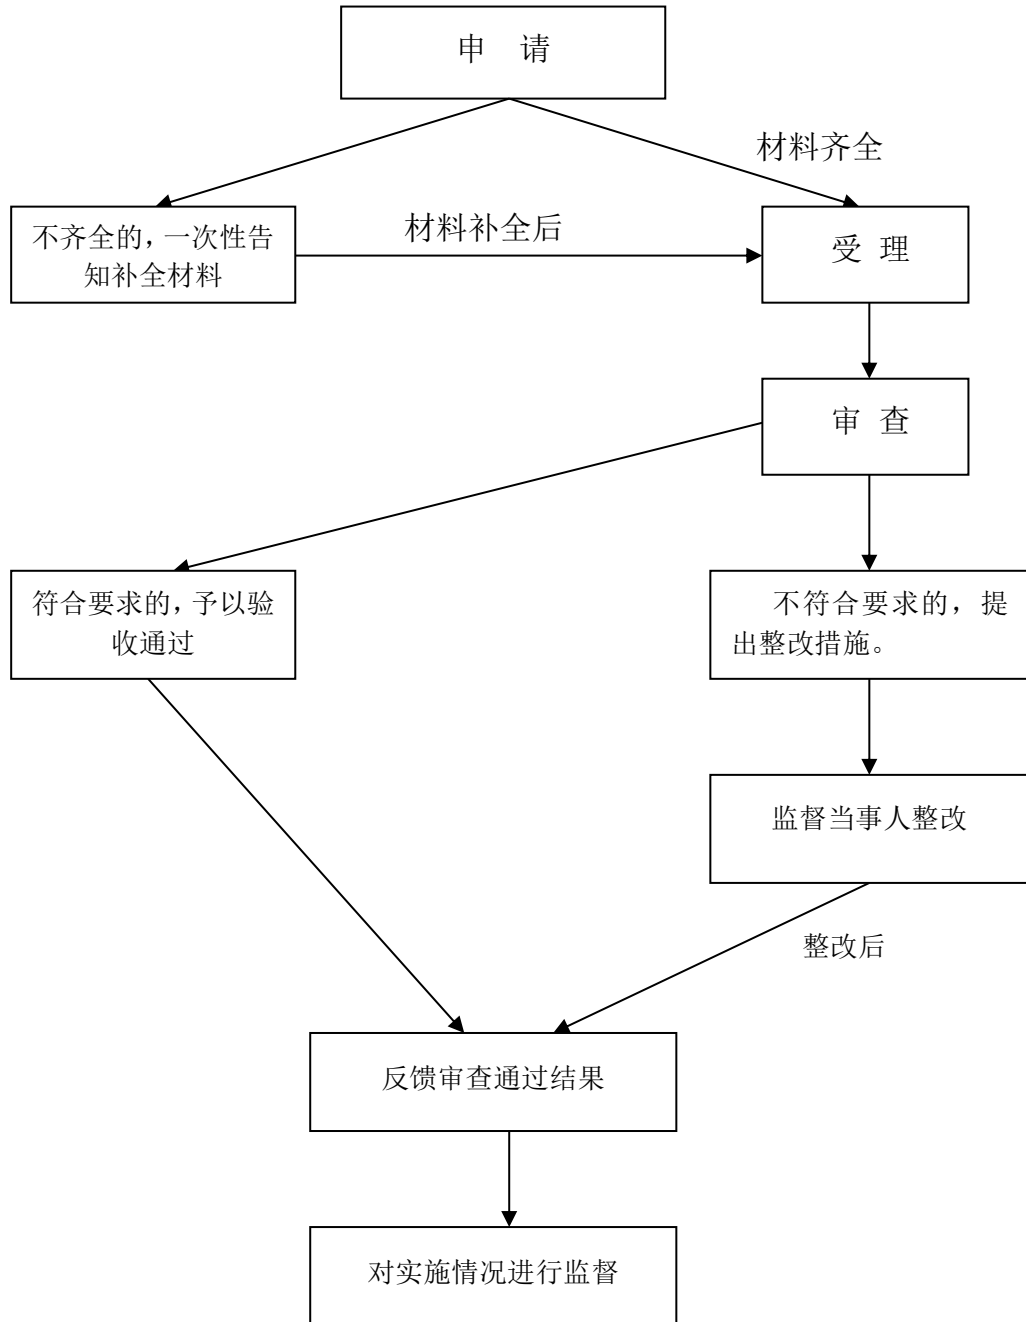 申 请
材料齐全
不齐全的，一次性告
知补全材料
材料补全后
受 理
审 查
符合要求的，予以验
收通过
不符合要求的，提
出整改措施。
监督当事人整改
整改后
反馈审查通过结果
对实施情况进行监督